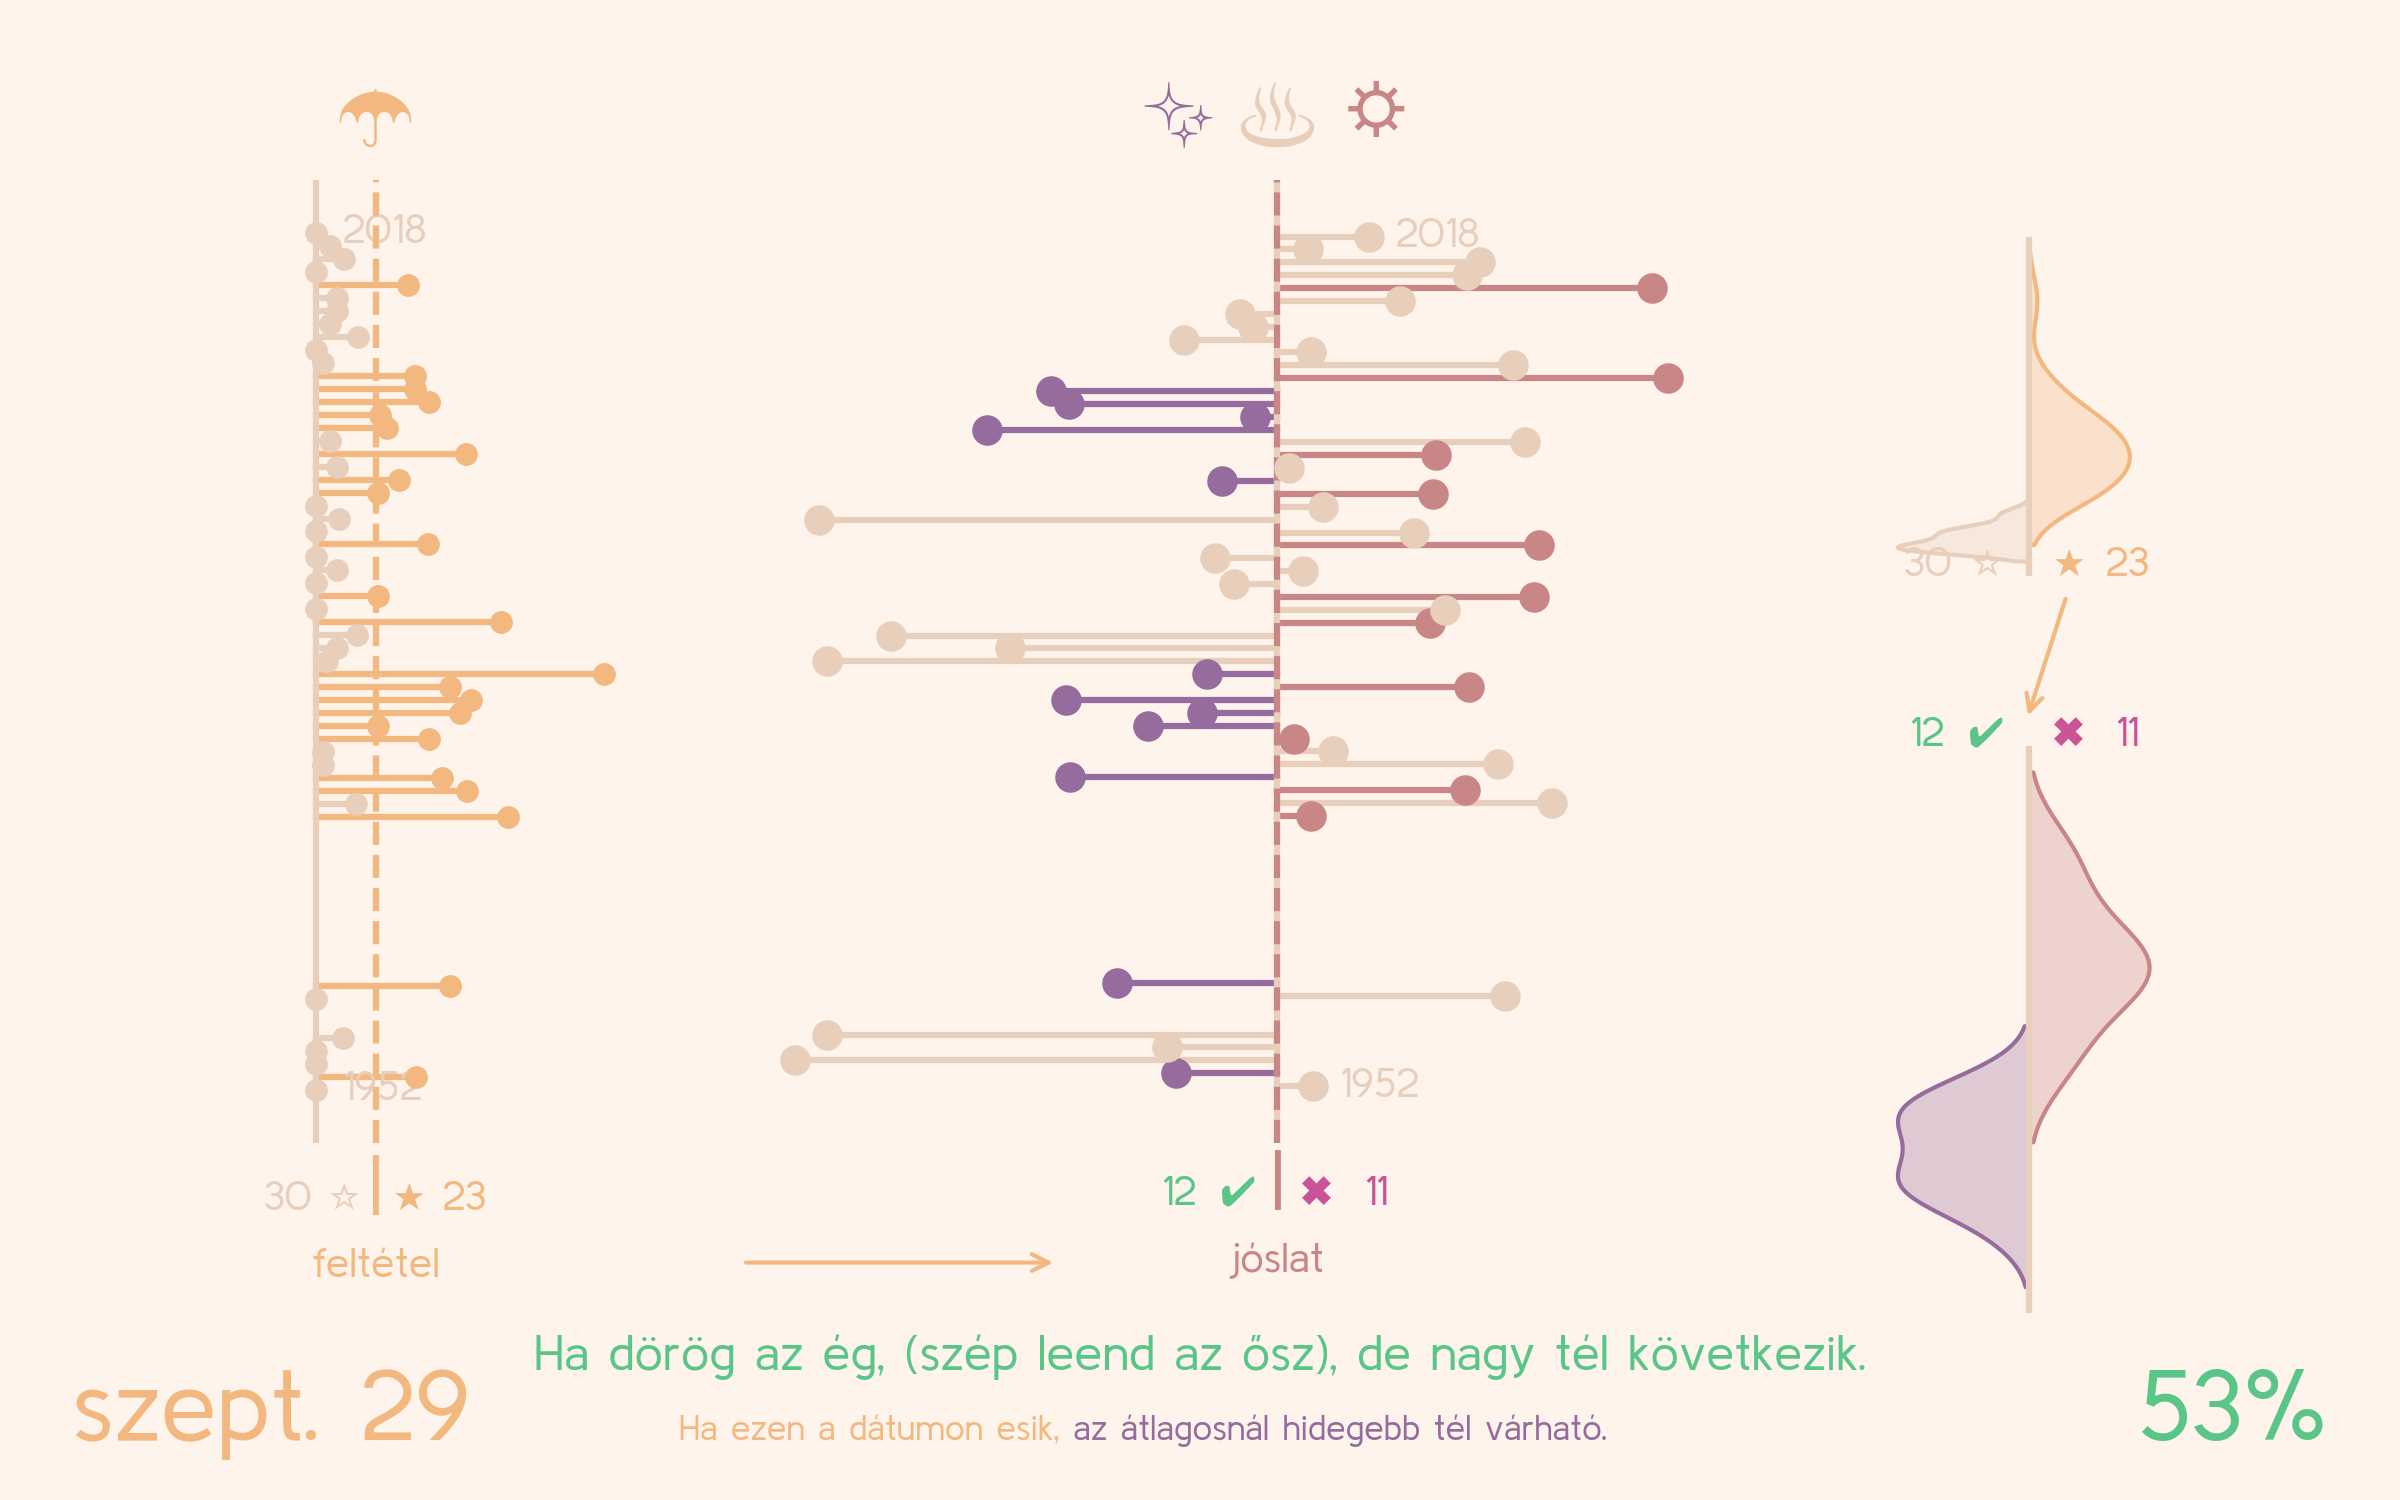 2018
2018
30 ☆ ★ 23
12 ✔ ✖ 11
1952
1952
30 ☆ ★ 23
12 ✔ ✖ 11
feltétel
jóslat
Ha dörög az ég, (szép leend az ősz), de nagy tél következik.
szept. 29
53%
Ha ezen a dátumon esik, az átlagosnál hidegebb tél várható.